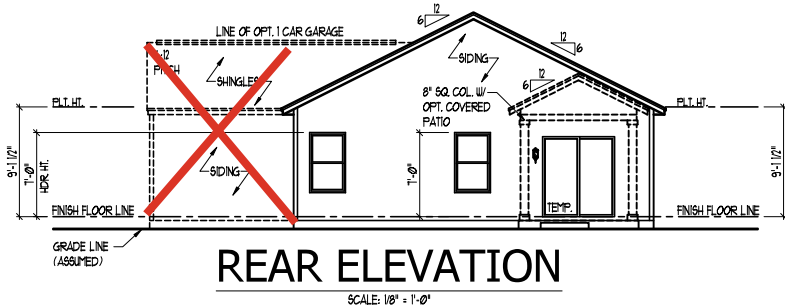 12
6
LINE OF OPT. 1 CAR GARAGE
12
6
SIDING
PITCH
SHINGLES
12
6
8" SQ. COL. W/
OPT. COVERED
PATIO
PLT. HT.
PLT. HT.
9'-1 1/2"
7'-0"
HDR. HT.
SIDING
7'-0"
9'-1 1/2"
TEMP.
FINISH FLOOR LINE
FINISH FLOOR LINE
GRADE LINE
(ASSUMED)
REAR ELEVATION
SCALE: 1/8" = 1'-0"